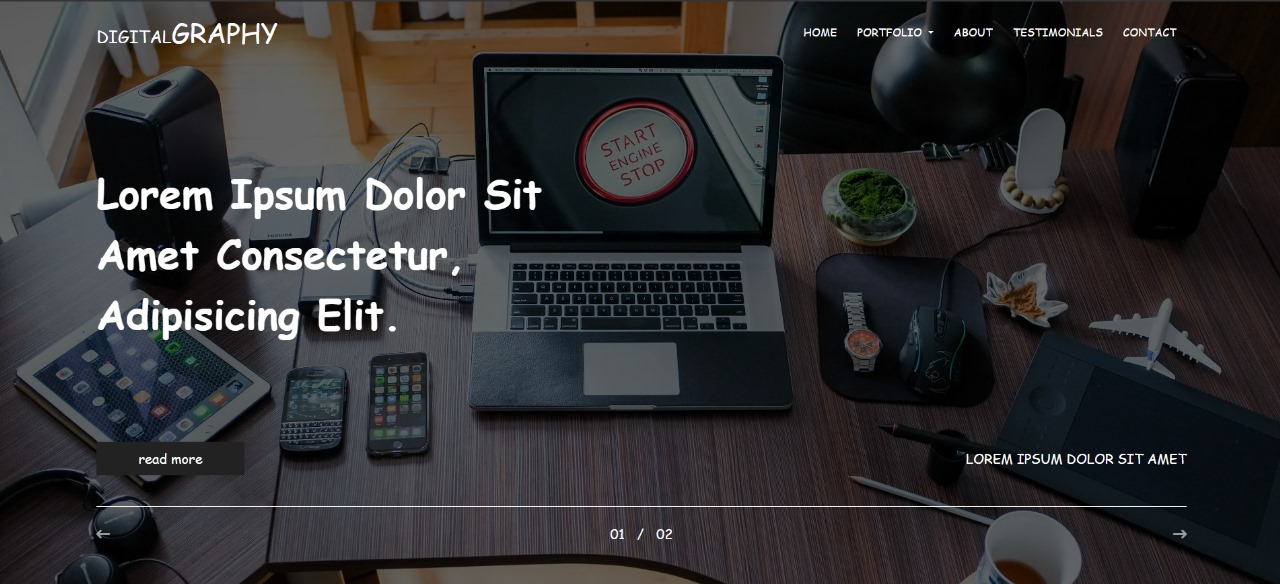 DIGITALGRAPHY
HOME PORTFOLIO ABOUT TESTIMONIALS CONTACT
START
ENGINE
STOP
Lorem Ipsum Dolor Sit
Amet Consectetur,
Adipisicing Elit.
TOSHIBA
read more
LOREM IPSUM DOLOR SIT AMET
01 / 02